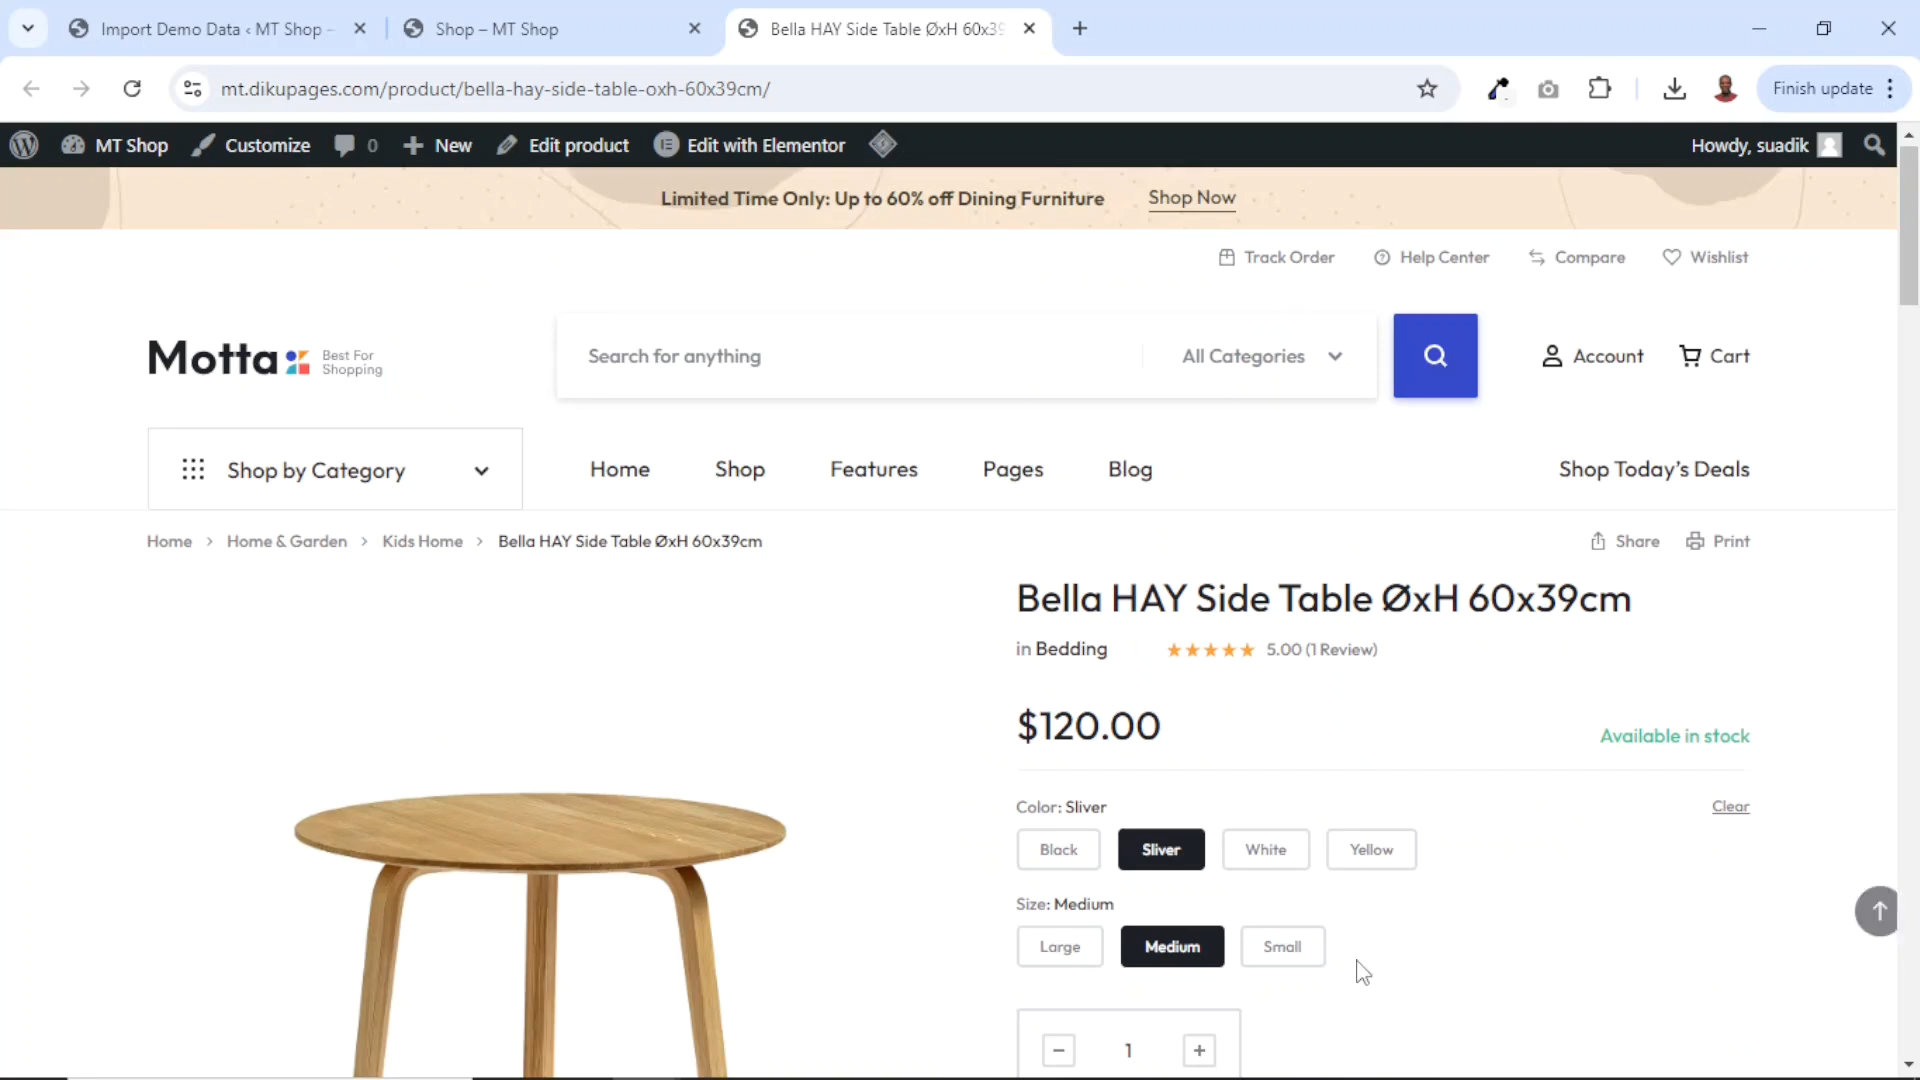 Import Demo Data ‹ MT Shop –
Shop – MT Shop
Bella HAY Side Table ØxH 60x39
mt.dikupages.com/product/bella-hay-side-table-oxh-60x39cm/
Finish update
MT Shop
Customize
0
New
Edit product
Edit with Elementor
Howdy, suadik
Limited Time Only: Up to 60% off Dining Furniture
Shop Now
Track Order
Help Center
Compare
Wishlist
Motta
Best For
Shopping
Search for anything
All Categories
Account
Cart
Shop by Category
Home
Shop
Features
Pages
Blog
Shop Today's Deals
Home > Home & Garden > Kids Home > Bella HAY Side Table ØxH 60x39cm
Share
Print
Bella HAY Side Table ØxH 60x39cm
in Bedding
5.00 (1 Review)
$120.00
Available in stock
Color: Sliver
Clear
Black
Sliver
White
Yellow
Size: Medium
Large
Medium
Small
− 1 +